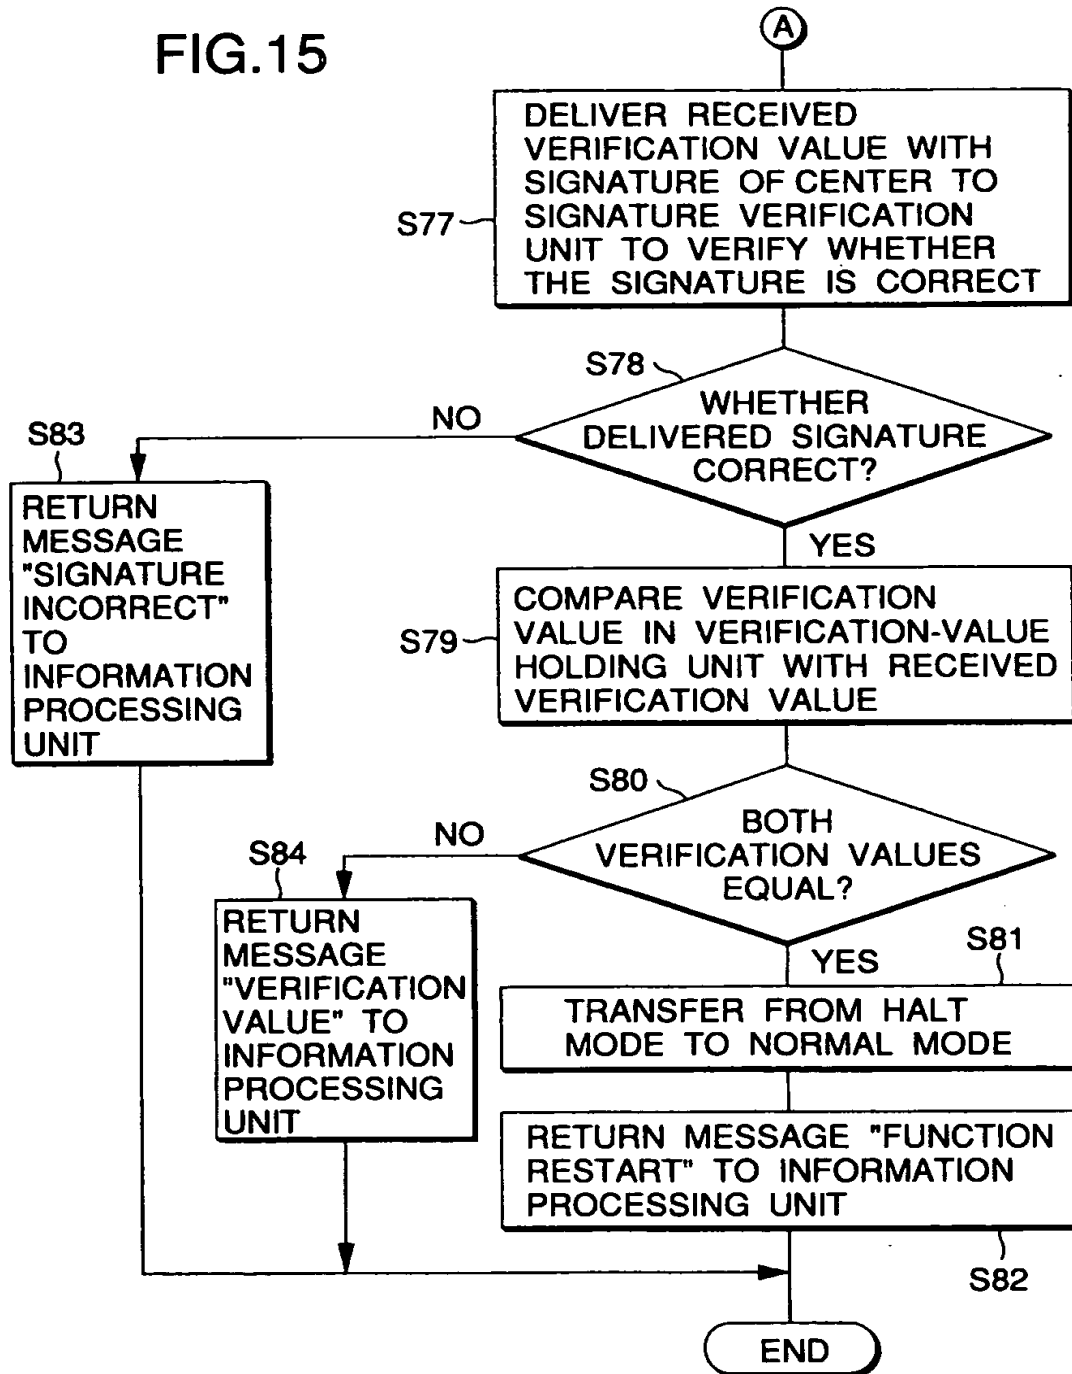 FIG.15
A
DELIVER RECEIVED
VERIFICATION VALUE WITH
SIGNATURE OF CENTER TO
SIGNATURE VERIFICATION
UNIT TO VERIFY WHETHER
THE SIGNATURE IS CORRECT
S77
S78
WHETHER
DELIVERED SIGNATURE
CORRECT?
NO
YES
S83
RETURN
MESSAGE
"SIGNATURE
INCORRECT"
TO
INFORMATION
PROCESSING
UNIT
S79
COMPARE VERIFICATION
VALUE IN VERIFICATION-VALUE
HOLDING UNIT WITH RECEIVED
VERIFICATION VALUE
S80
BOTH
VERIFICATION VALUES
EQUAL?
NO
YES
S84
RETURN
MESSAGE
"VERIFICATION
VALUE" TO
INFORMATION
PROCESSING
UNIT
S81
TRANSFER FROM HALT
MODE TO NORMAL MODE
RETURN MESSAGE "FUNCTION
RESTART" TO INFORMATION
PROCESSING UNIT
S82
END